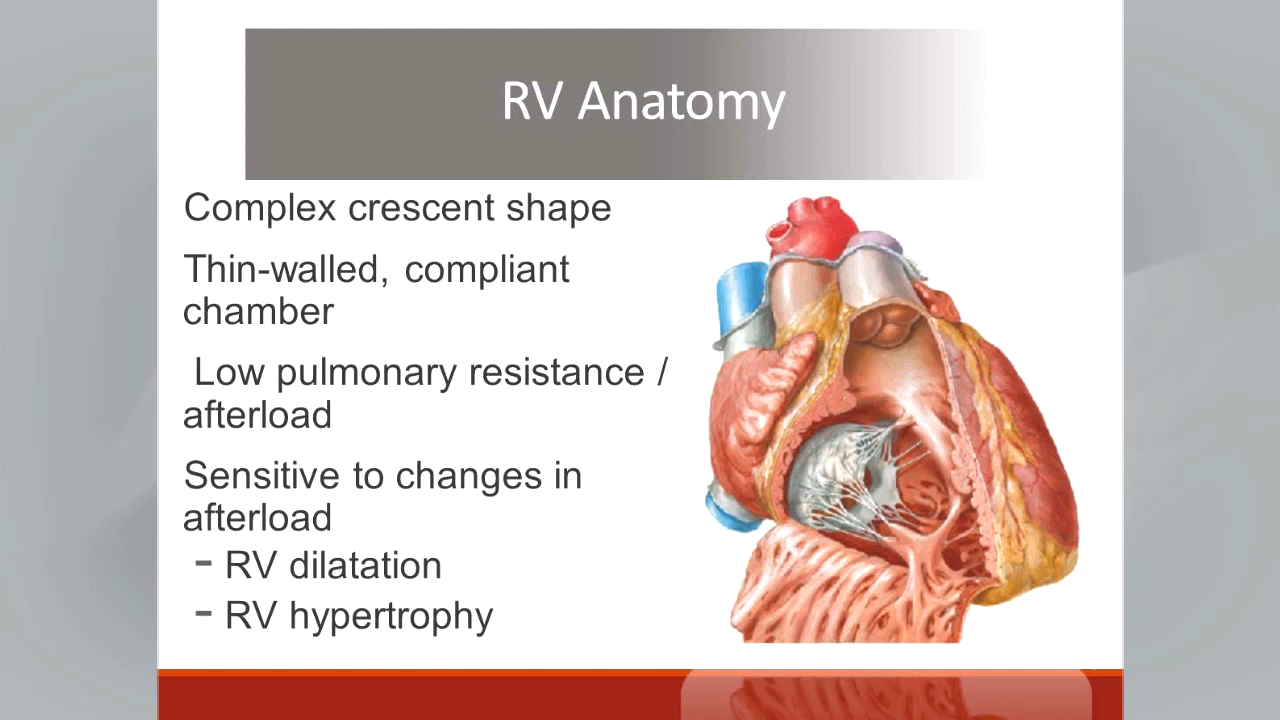 RV Anatomy
Complex crescent shape
Thin-walled, compliant
chamber
Low pulmonary resistance /
afterload
Sensitive to changes in
afterload
- RV dilatation
- RV hypertrophy